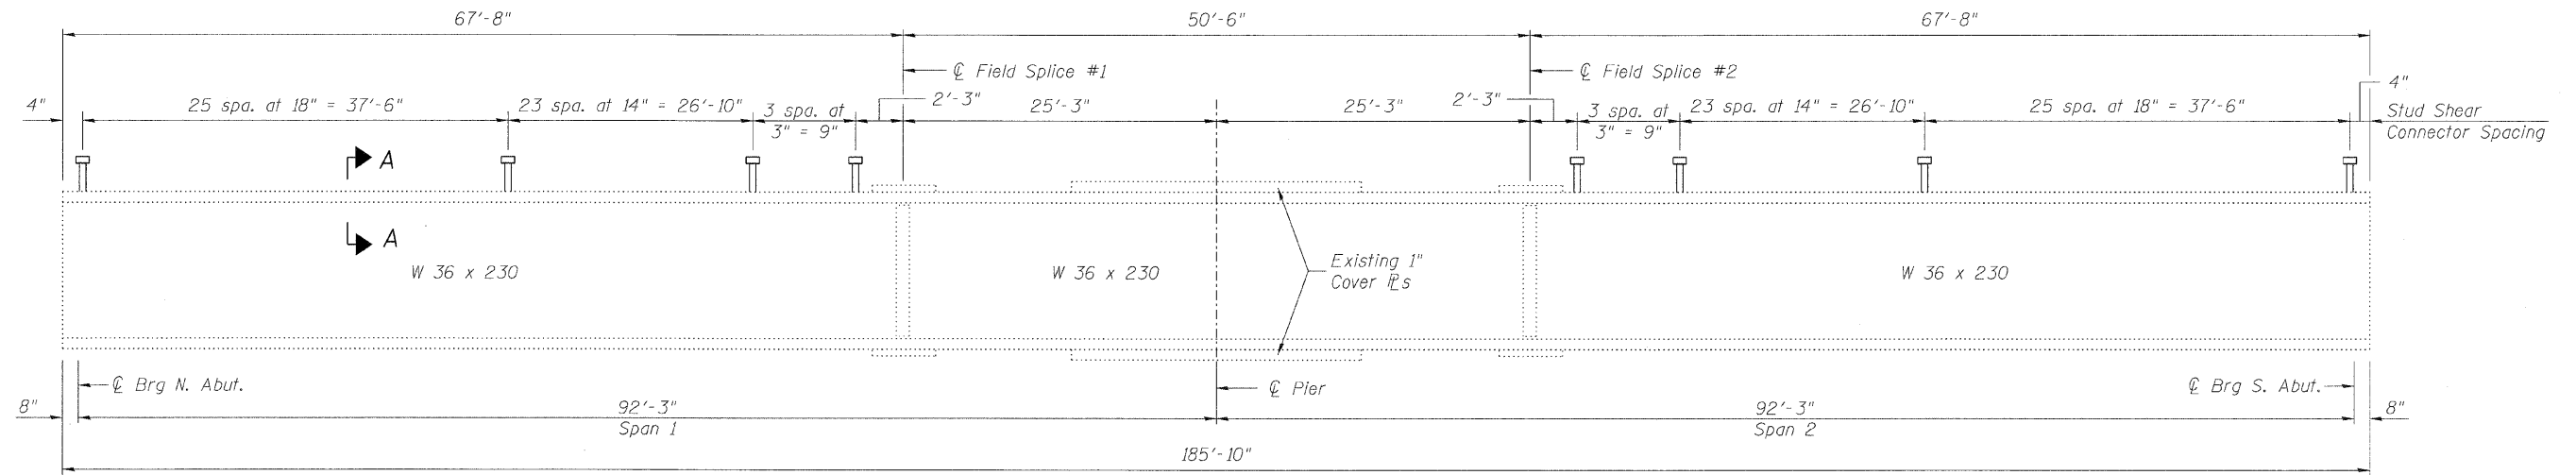 67'-8" 50'-6" 67'-8"
℄ Field Splice #1 ℄ Field Splice #2
4" 25 spa. at 18" = 37'-6" 23 spa. at 14" = 26'-10" 3 spa. at 2'-3" 25'-3" 25'-3" 2'-3" 3 spa. at 23 spa. at 14" = 26'-10" 25 spa. at 18" = 37'-6" 4"
3" = 9" 3" = 9" Stud Shear
Connector Spacing
A
A
W 36 x 230 W 36 x 230 W 36 x 230
Existing 1"
Cover ℙLs
℄ Brg N. Abut. ℄ Pier ℄ Brg S. Abut.
8" 92'-3" 92'-3" 8"
Span 1 Span 2
185'-10"